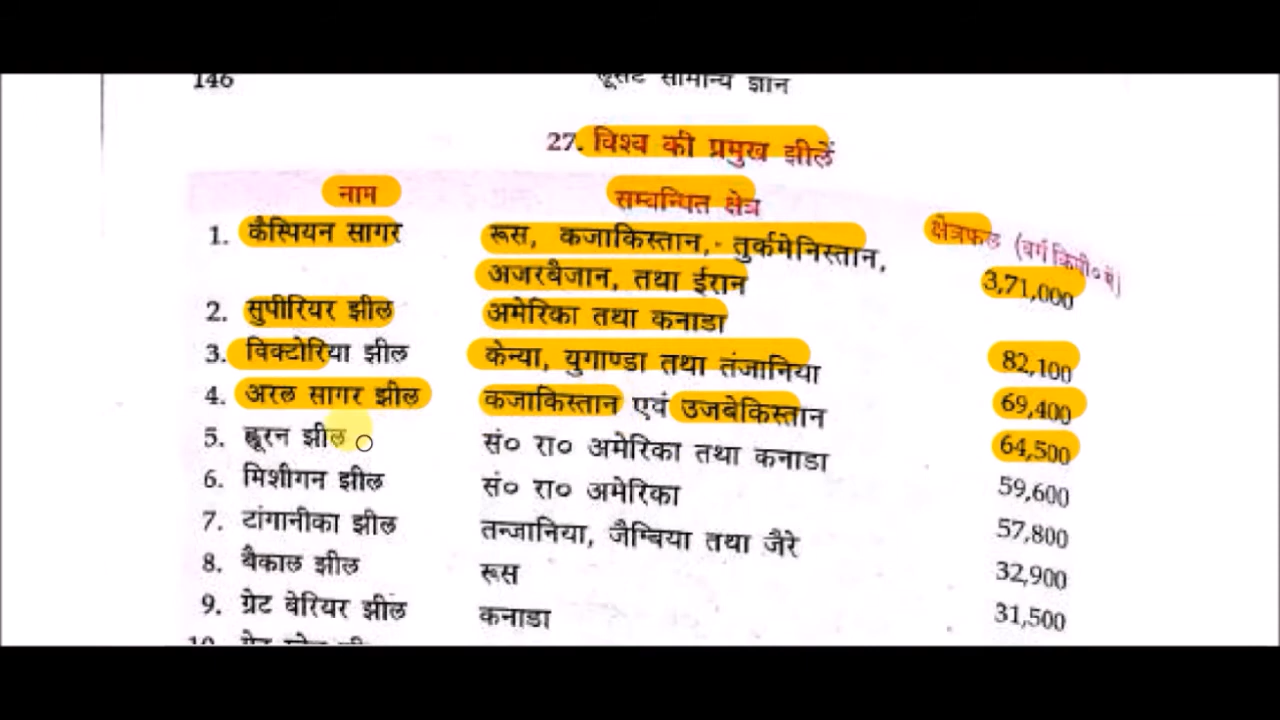 146 लूसेंट सामान्य ज्ञान
27. विश्व की प्रमुख झीलें
नाम सम्बन्धित क्षेत्र क्षेत्रफल (वर्ग किमी० में)
1. कैस्पियन सागर रूस, कजाकिस्तान, तुर्कमेनिस्तान,
अजरबैजान, तथा ईरान 3,71,000
2. सुपीरियर झील अमेरिका तथा कनाडा 82,100
3. विक्टोरिया झील केन्या, युगाण्डा तथा तंजानिया 69,400
4. अरल सागर झील कजाकिस्तान एवं उजबेकिस्तान 64,500
5. ह्यूरन झील सं० रा० अमेरिका तथा कनाडा 59,600
6. मिशीगन झील सं० रा० अमेरिका 57,800
7. टांगानीका झील तन्जानिया, जैम्बिया तथा जैरे 32,900
8. बैकाल झील रूस 31,500
9. ग्रेट बेरियर झील कनाडा